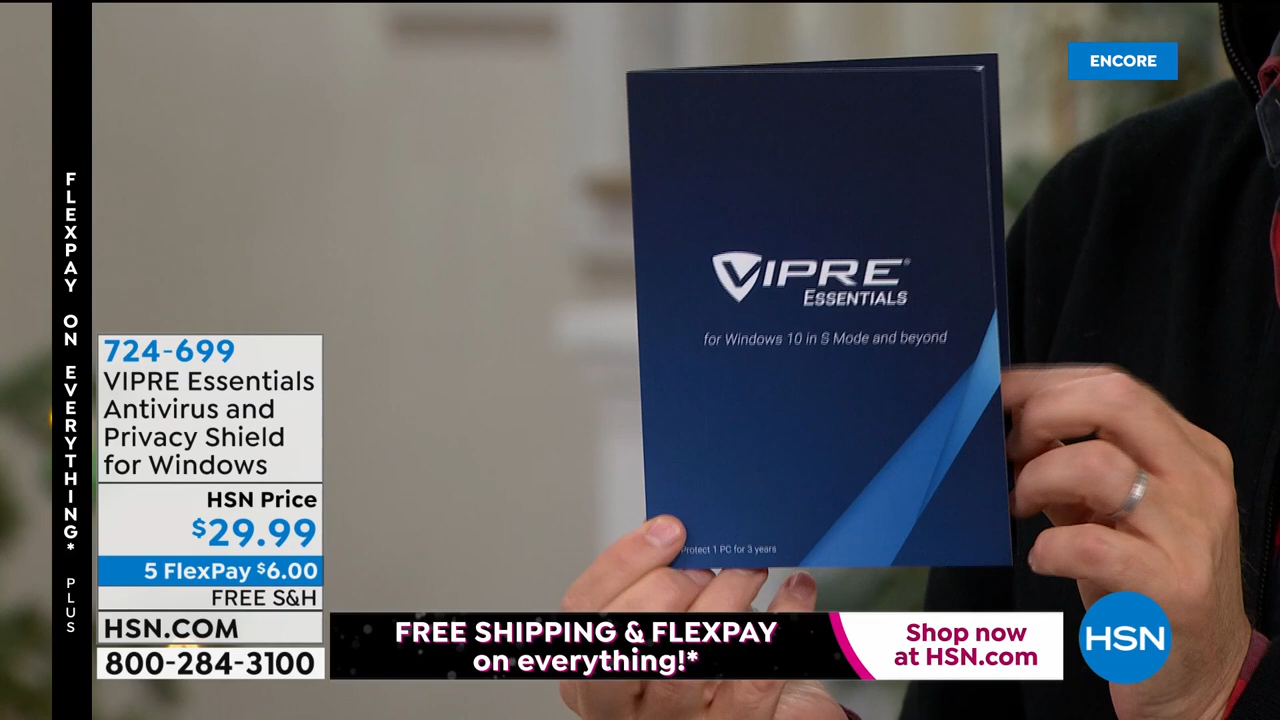 ENCORE
FLEXPAY ON EVERYTHING* PLUS
VIPRE®
ESSENTIALS
for Windows 10 in S Mode and beyond
Protect 1 PC for 3 years
724-699
VIPRE Essentials
Antivirus and
Privacy Shield
for Windows
HSN Price
$29.99
5 FlexPay $6.00
FREE S&H
HSN.COM
800-284-3100
FREE SHIPPING & FLEXPAY
on everything!*
Shop now
at HSN.com
HSN